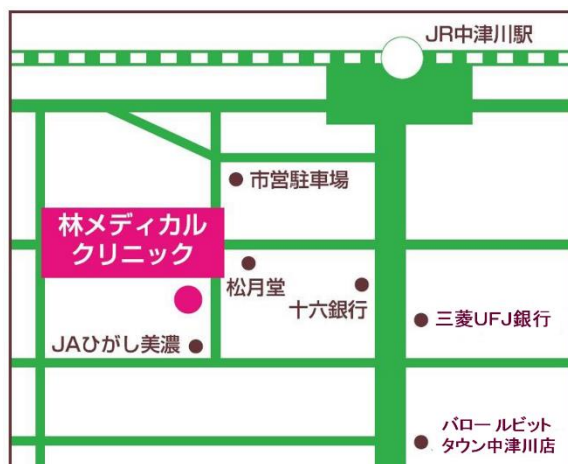 JR中津川駅
市営駐車場
林メディカル
クリニック
松月堂
十六銀行
三菱UFJ銀行
JAひがし美濃
バロールビット
タウン中津川店